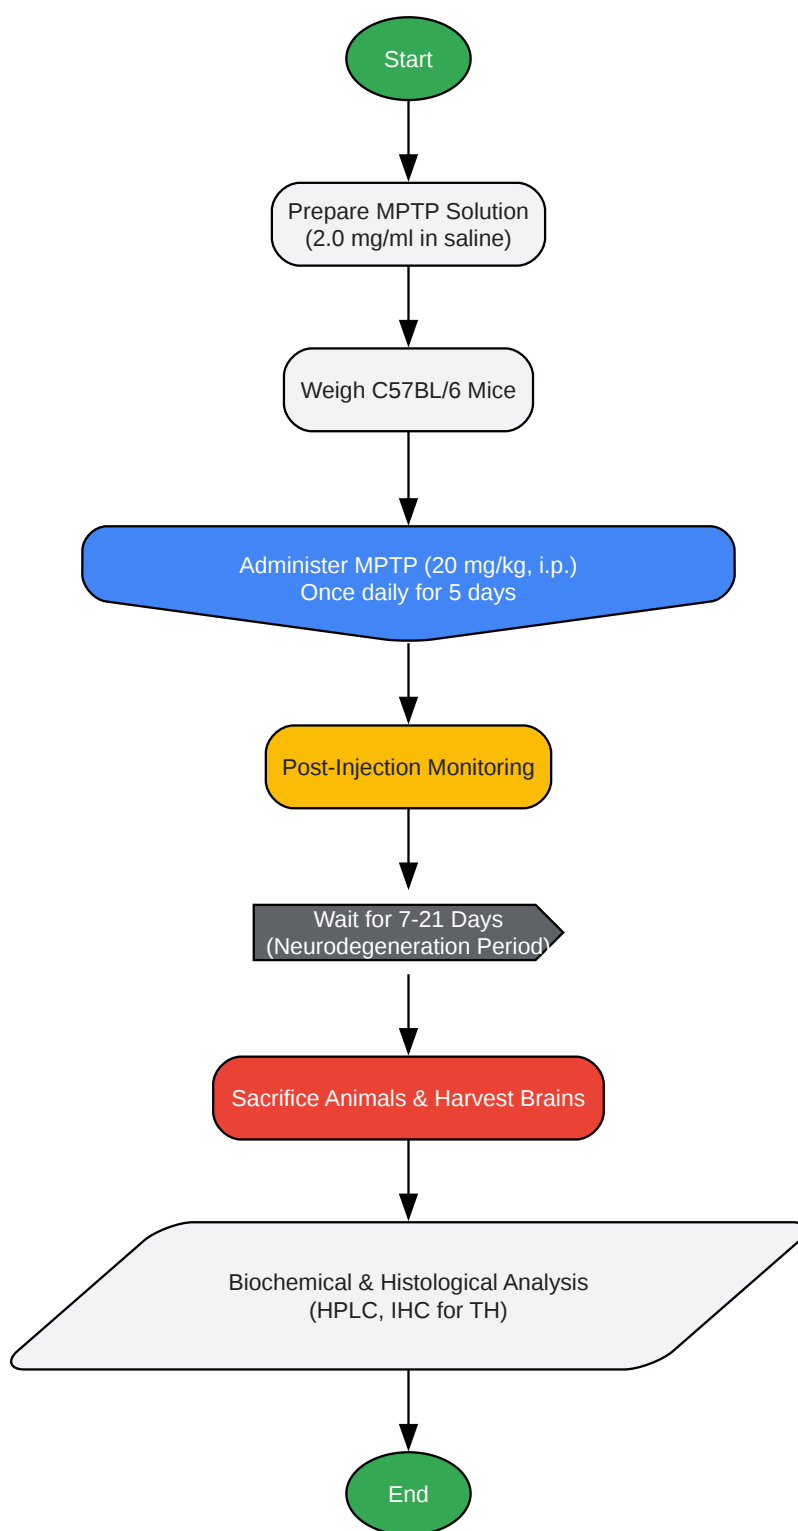 Start
Prepare MPTP Solution
(2.0 mg/ml in saline)
Weigh C57BL/6 Mice
Administer MPTP (20 mg/kg, i.p.)
Once daily for 5 days
Post-Injection Monitoring
Wait for 7-21 Days
(Neurodegeneration Period)
Sacrifice Animals & Harvest Brains
Biochemical & Histological Analysis
(HPLC, IHC for TH)
End